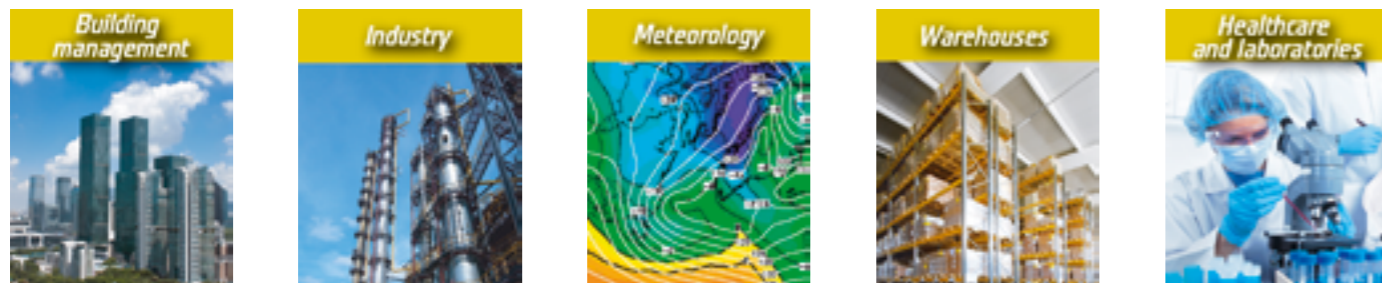 Building
management
Industry
Meteorology
Warehouses
Healthcare
and laboratories